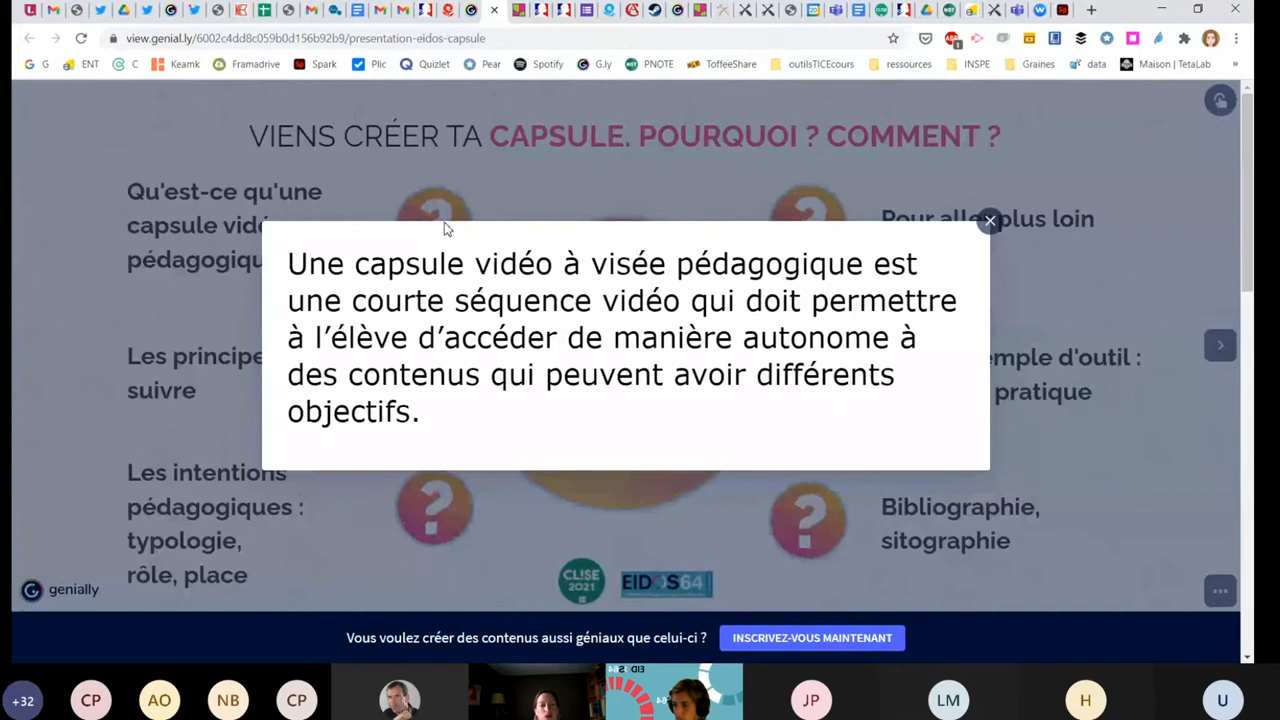 view.genial.ly/6002c4dd8c059b0d156b92b9/presentation-eidos-capsule
G
ENT
C
Keamk
Framadrive
Spark
Plic
Quizlet
Pear
Spotify
G.ly
PNOTE
ToffeeShare
outilsTICEcours
ressources
INSPE
Graines
data
Maison | TetaLab
VIENS CRÉER TA CAPSULE. POURQUOI ? COMMENT ?
Qu'est-ce qu'une
capsule vid
pédagogiqu
Pour aller plus loin
Une capsule vidéo à visée pédagogique est
une courte séquence vidéo qui doit permettre
à l’élève d’accéder de manière autonome à
des contenus qui peuvent avoir différents
objectifs.
Les principe
suivre
emple d'outil :
pratique
Les intentions
pédagogiques :
typologie,
rôle, place
Bibliographie,
sitographie
genially
CLISE
2021
EIDOS64
Vous voulez créer des contenus aussi géniaux que celui-ci ?
INSCRIVEZ-VOUS MAINTENANT
+32
CP
AO
NB
CP
JP
LM
H
U